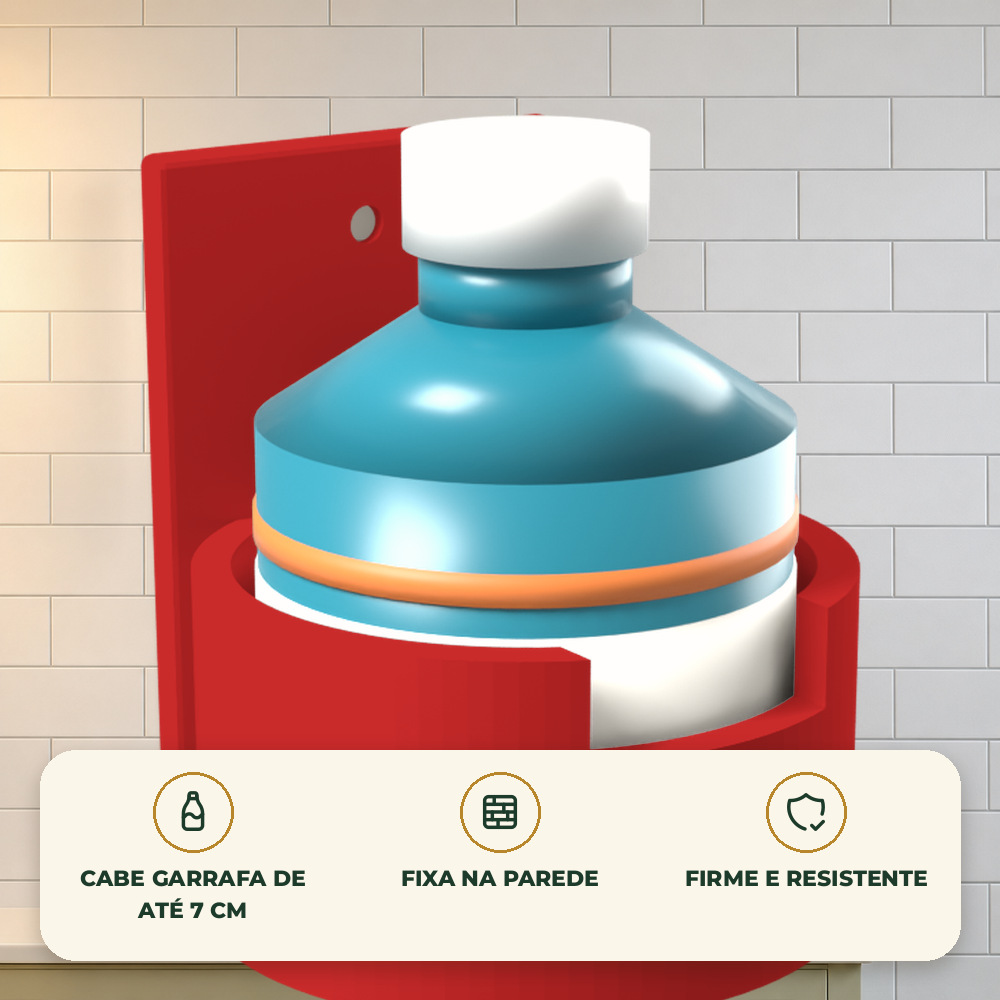 CABE GARRAFA DE
ATÉ 7 CM
FIXA NA PAREDE
FIRME E RESISTENTE